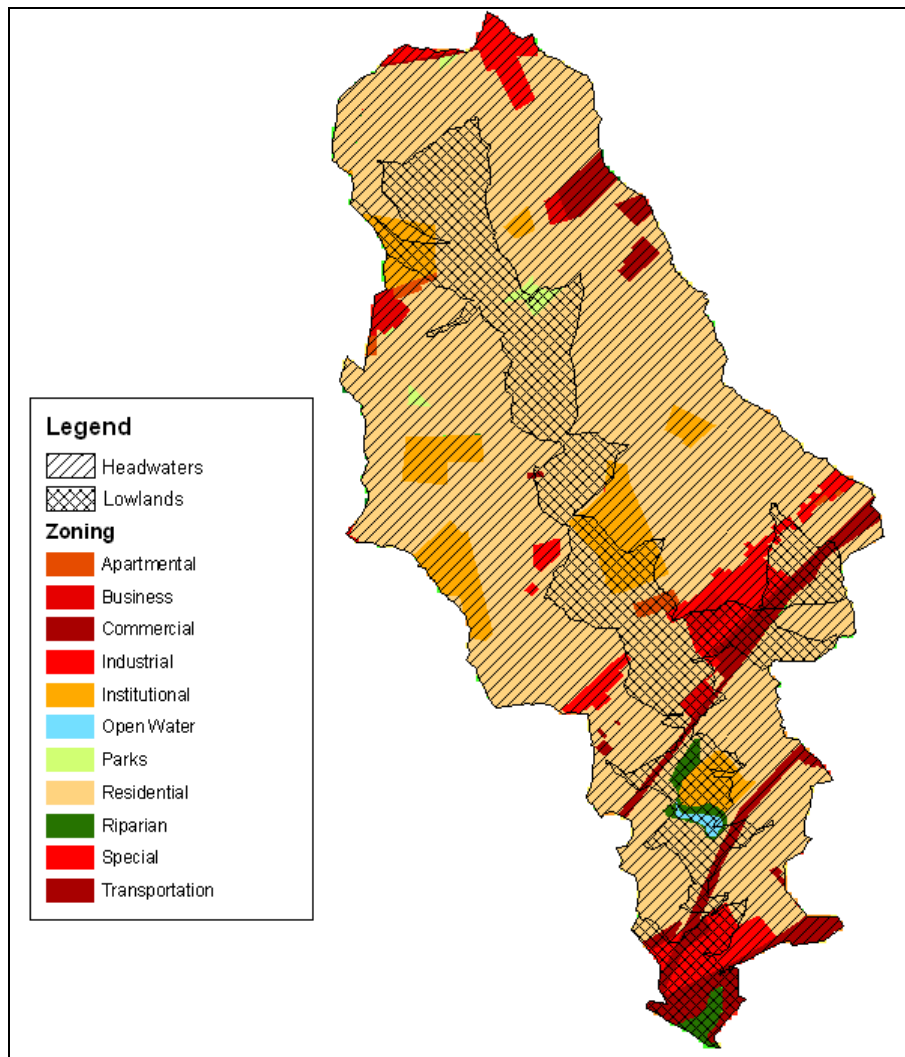 Legend
Headwaters
Lowlands
Zoning
Apartmental
Business
Commercial
Industrial
Institutional
Open Water
Parks
Residential
Riparian
Special
Transportation